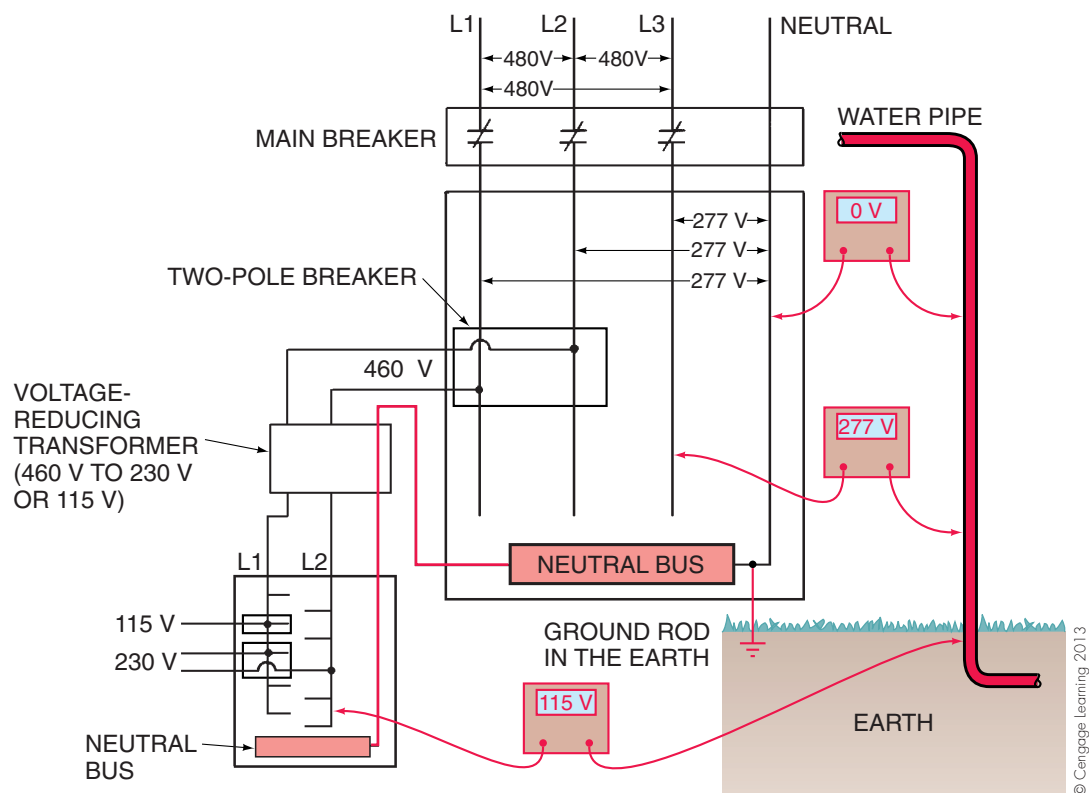 L1
L2
L3
NEUTRAL
480V
480V
480V
MAIN BREAKER
WATER PIPE
0 V
277 V
277 V
277 V
TWO-POLE BREAKER
460 V
VOLTAGE-
REDUCING
TRANSFORMER
(460 V TO 230 V
OR 115 V)
277 V
L1
L2
NEUTRAL BUS
115 V
230 V
GROUND ROD
IN THE EARTH
115 V
EARTH
NEUTRAL
BUS
© Cengage Learning 2013